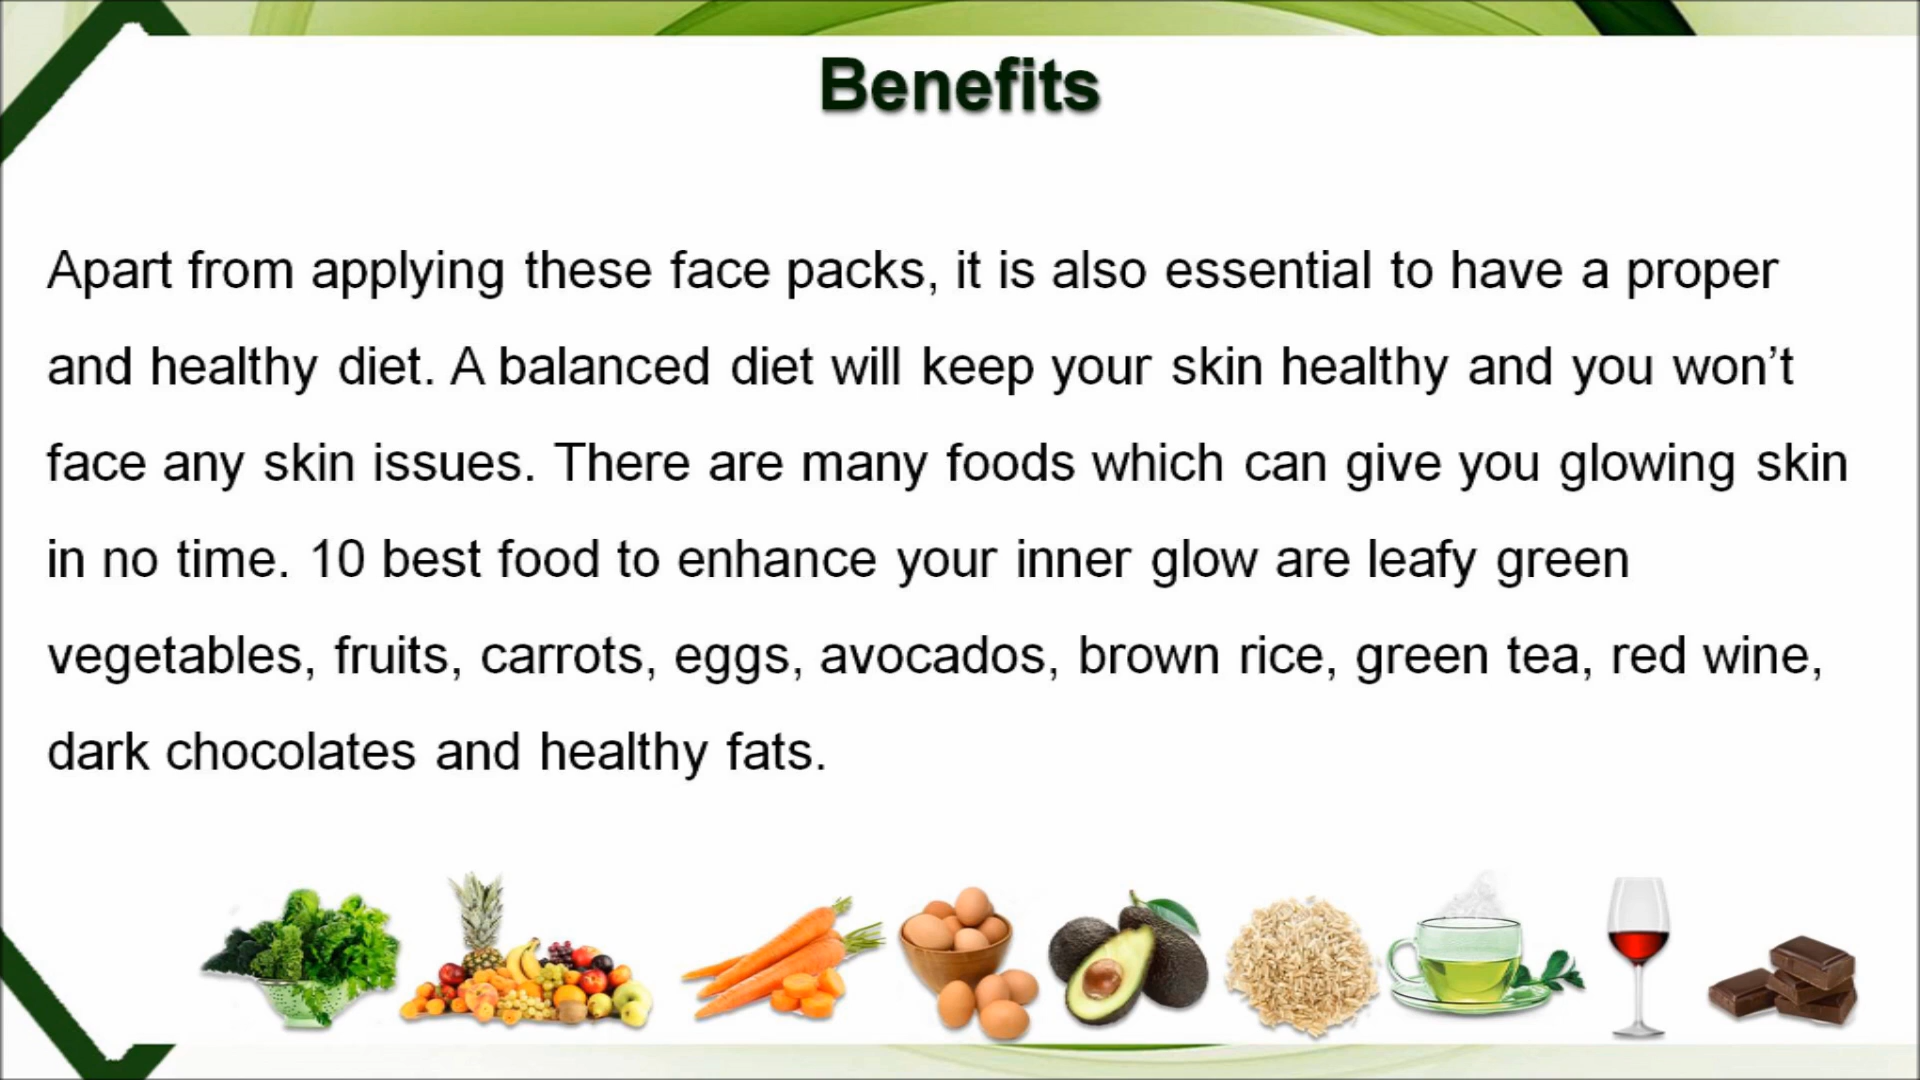 Benefits
Apart from applying these face packs, it is also essential to have a proper
and healthy diet. A balanced diet will keep your skin healthy and you won’t
face any skin issues. There are many foods which can give you glowing skin
in no time. 10 best food to enhance your inner glow are leafy green
vegetables, fruits, carrots, eggs, avocados, brown rice, green tea, red wine,
dark chocolates and healthy fats.